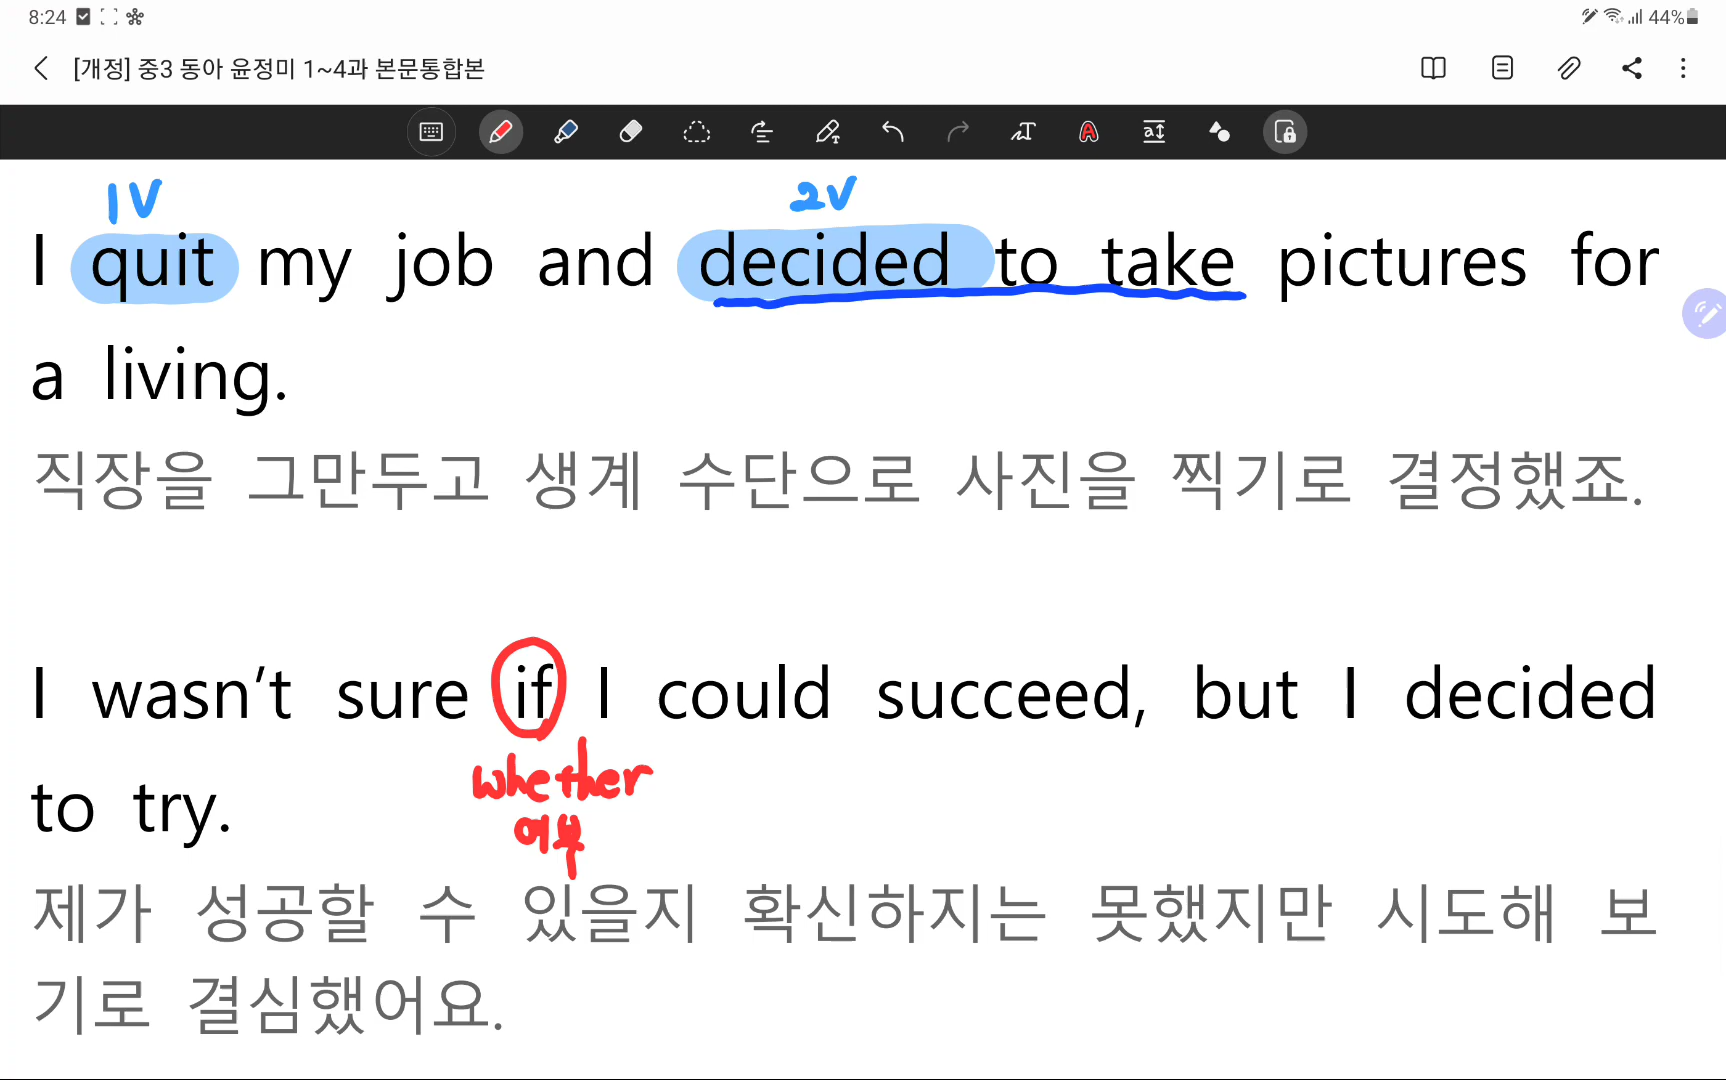 8:24
44%
[개정] 중3 동아 윤정미 1~4과 본문통합본
1V 2V
I quit my job and decided to take pictures for
a living.
직장을 그만두고 생계 수단으로 사진을 찍기로 결정했죠.
I wasn't sure if I could succeed, but I decided
whether
to try.
여부
제가 성공할 수 있을지 확신하지는 못했지만 시도해 보
기로 결심했어요.